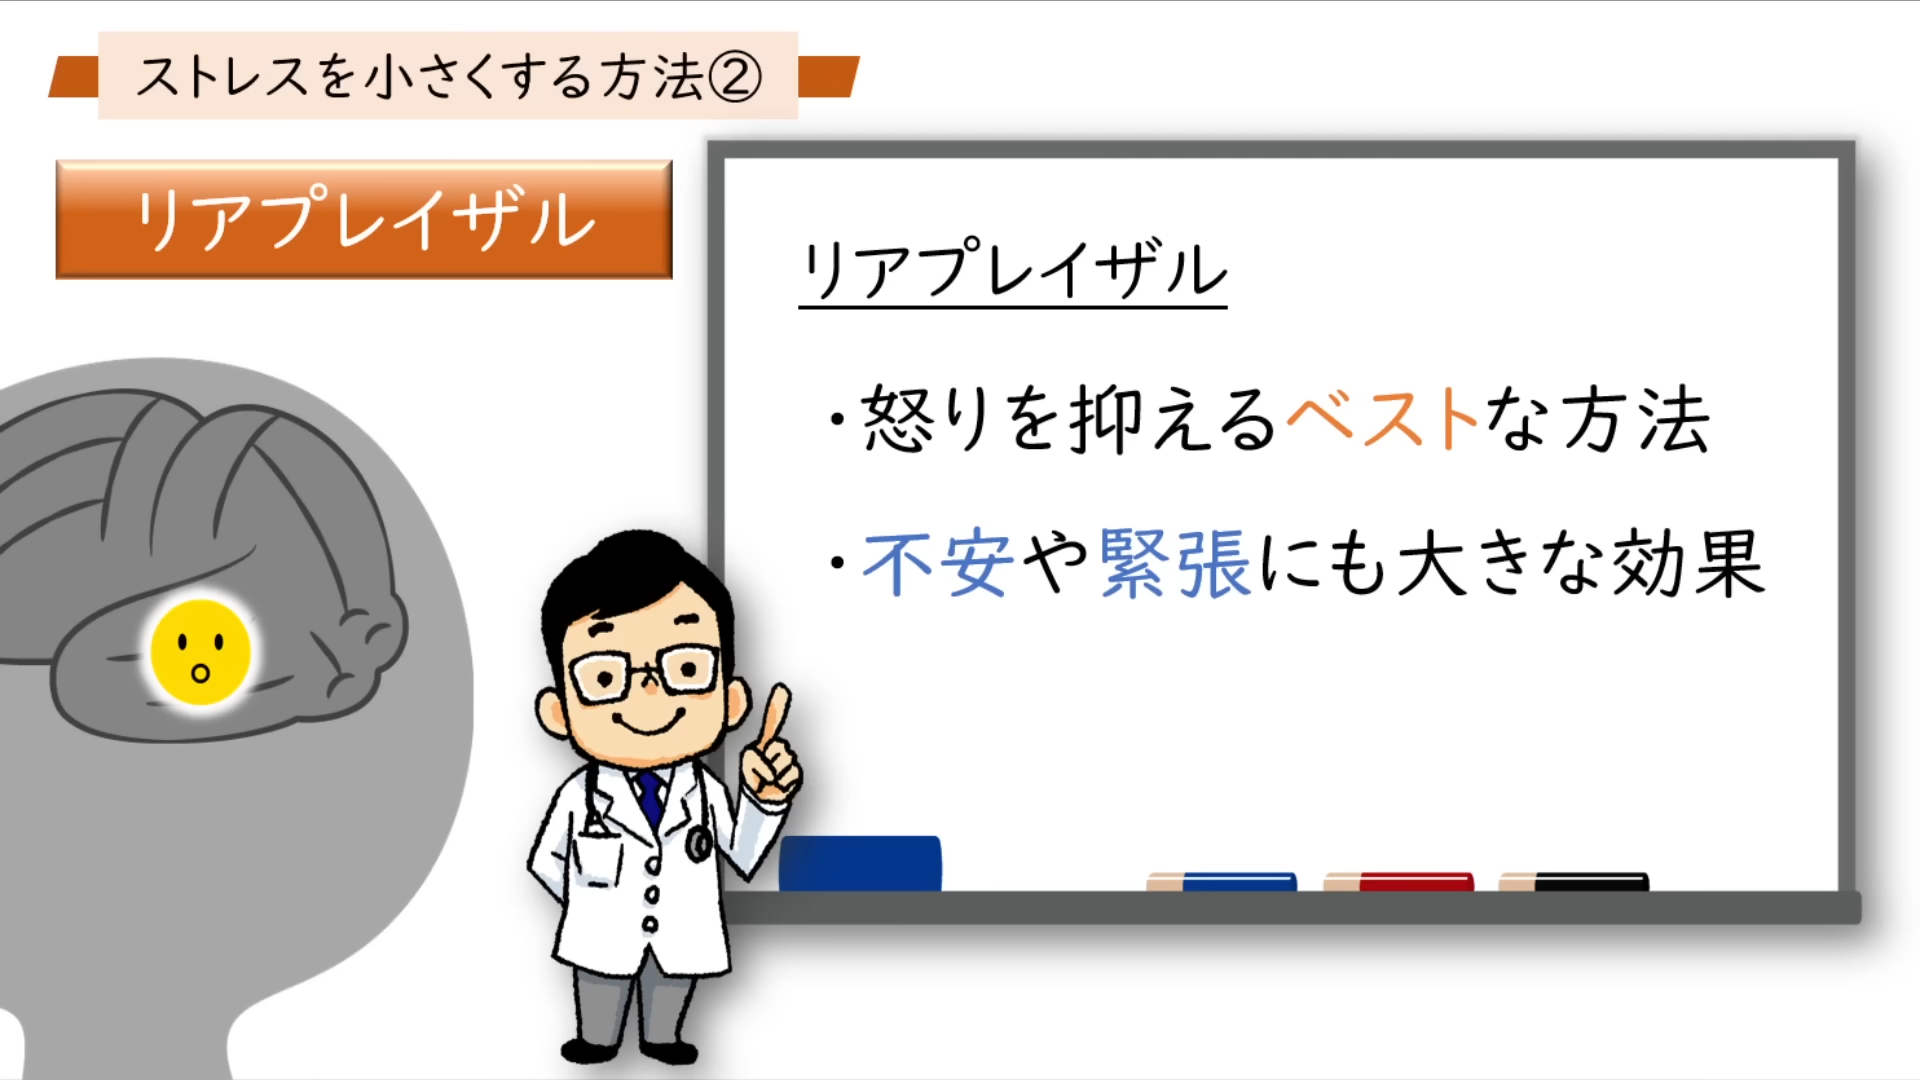 ストレスを小さくする方法②
リアプレイザル
リアプレイザル
・怒りを抑えるベストな方法
・不安や緊張にも大きな効果